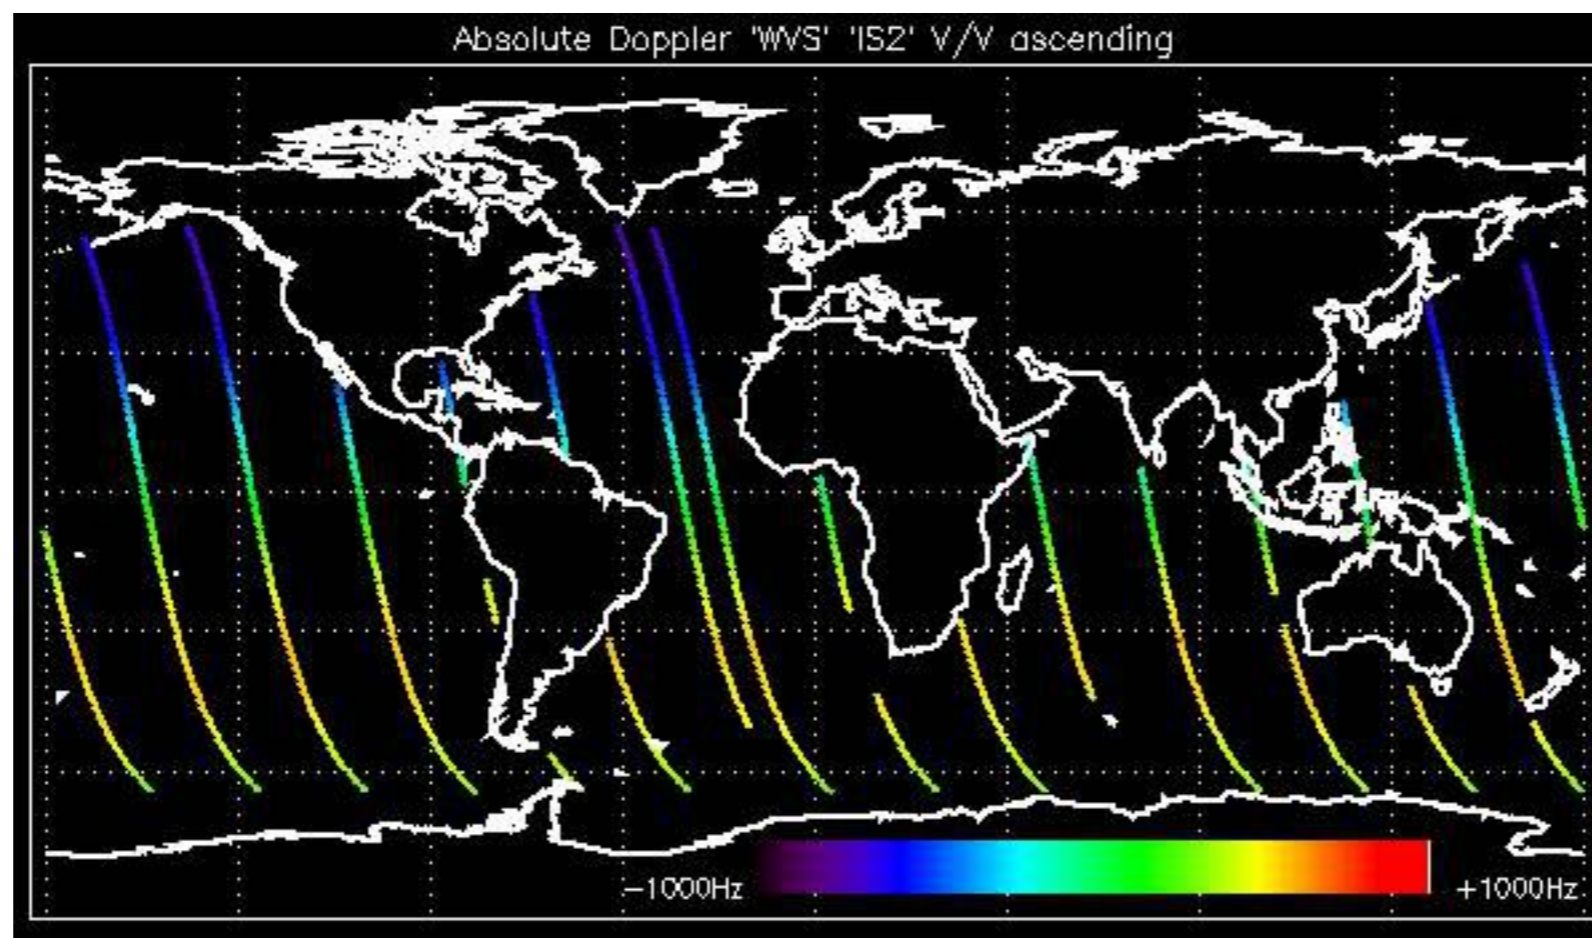 Absolute Doppler 'WVS' 'IS2' V/V ascending
−1000Hz
+1000Hz